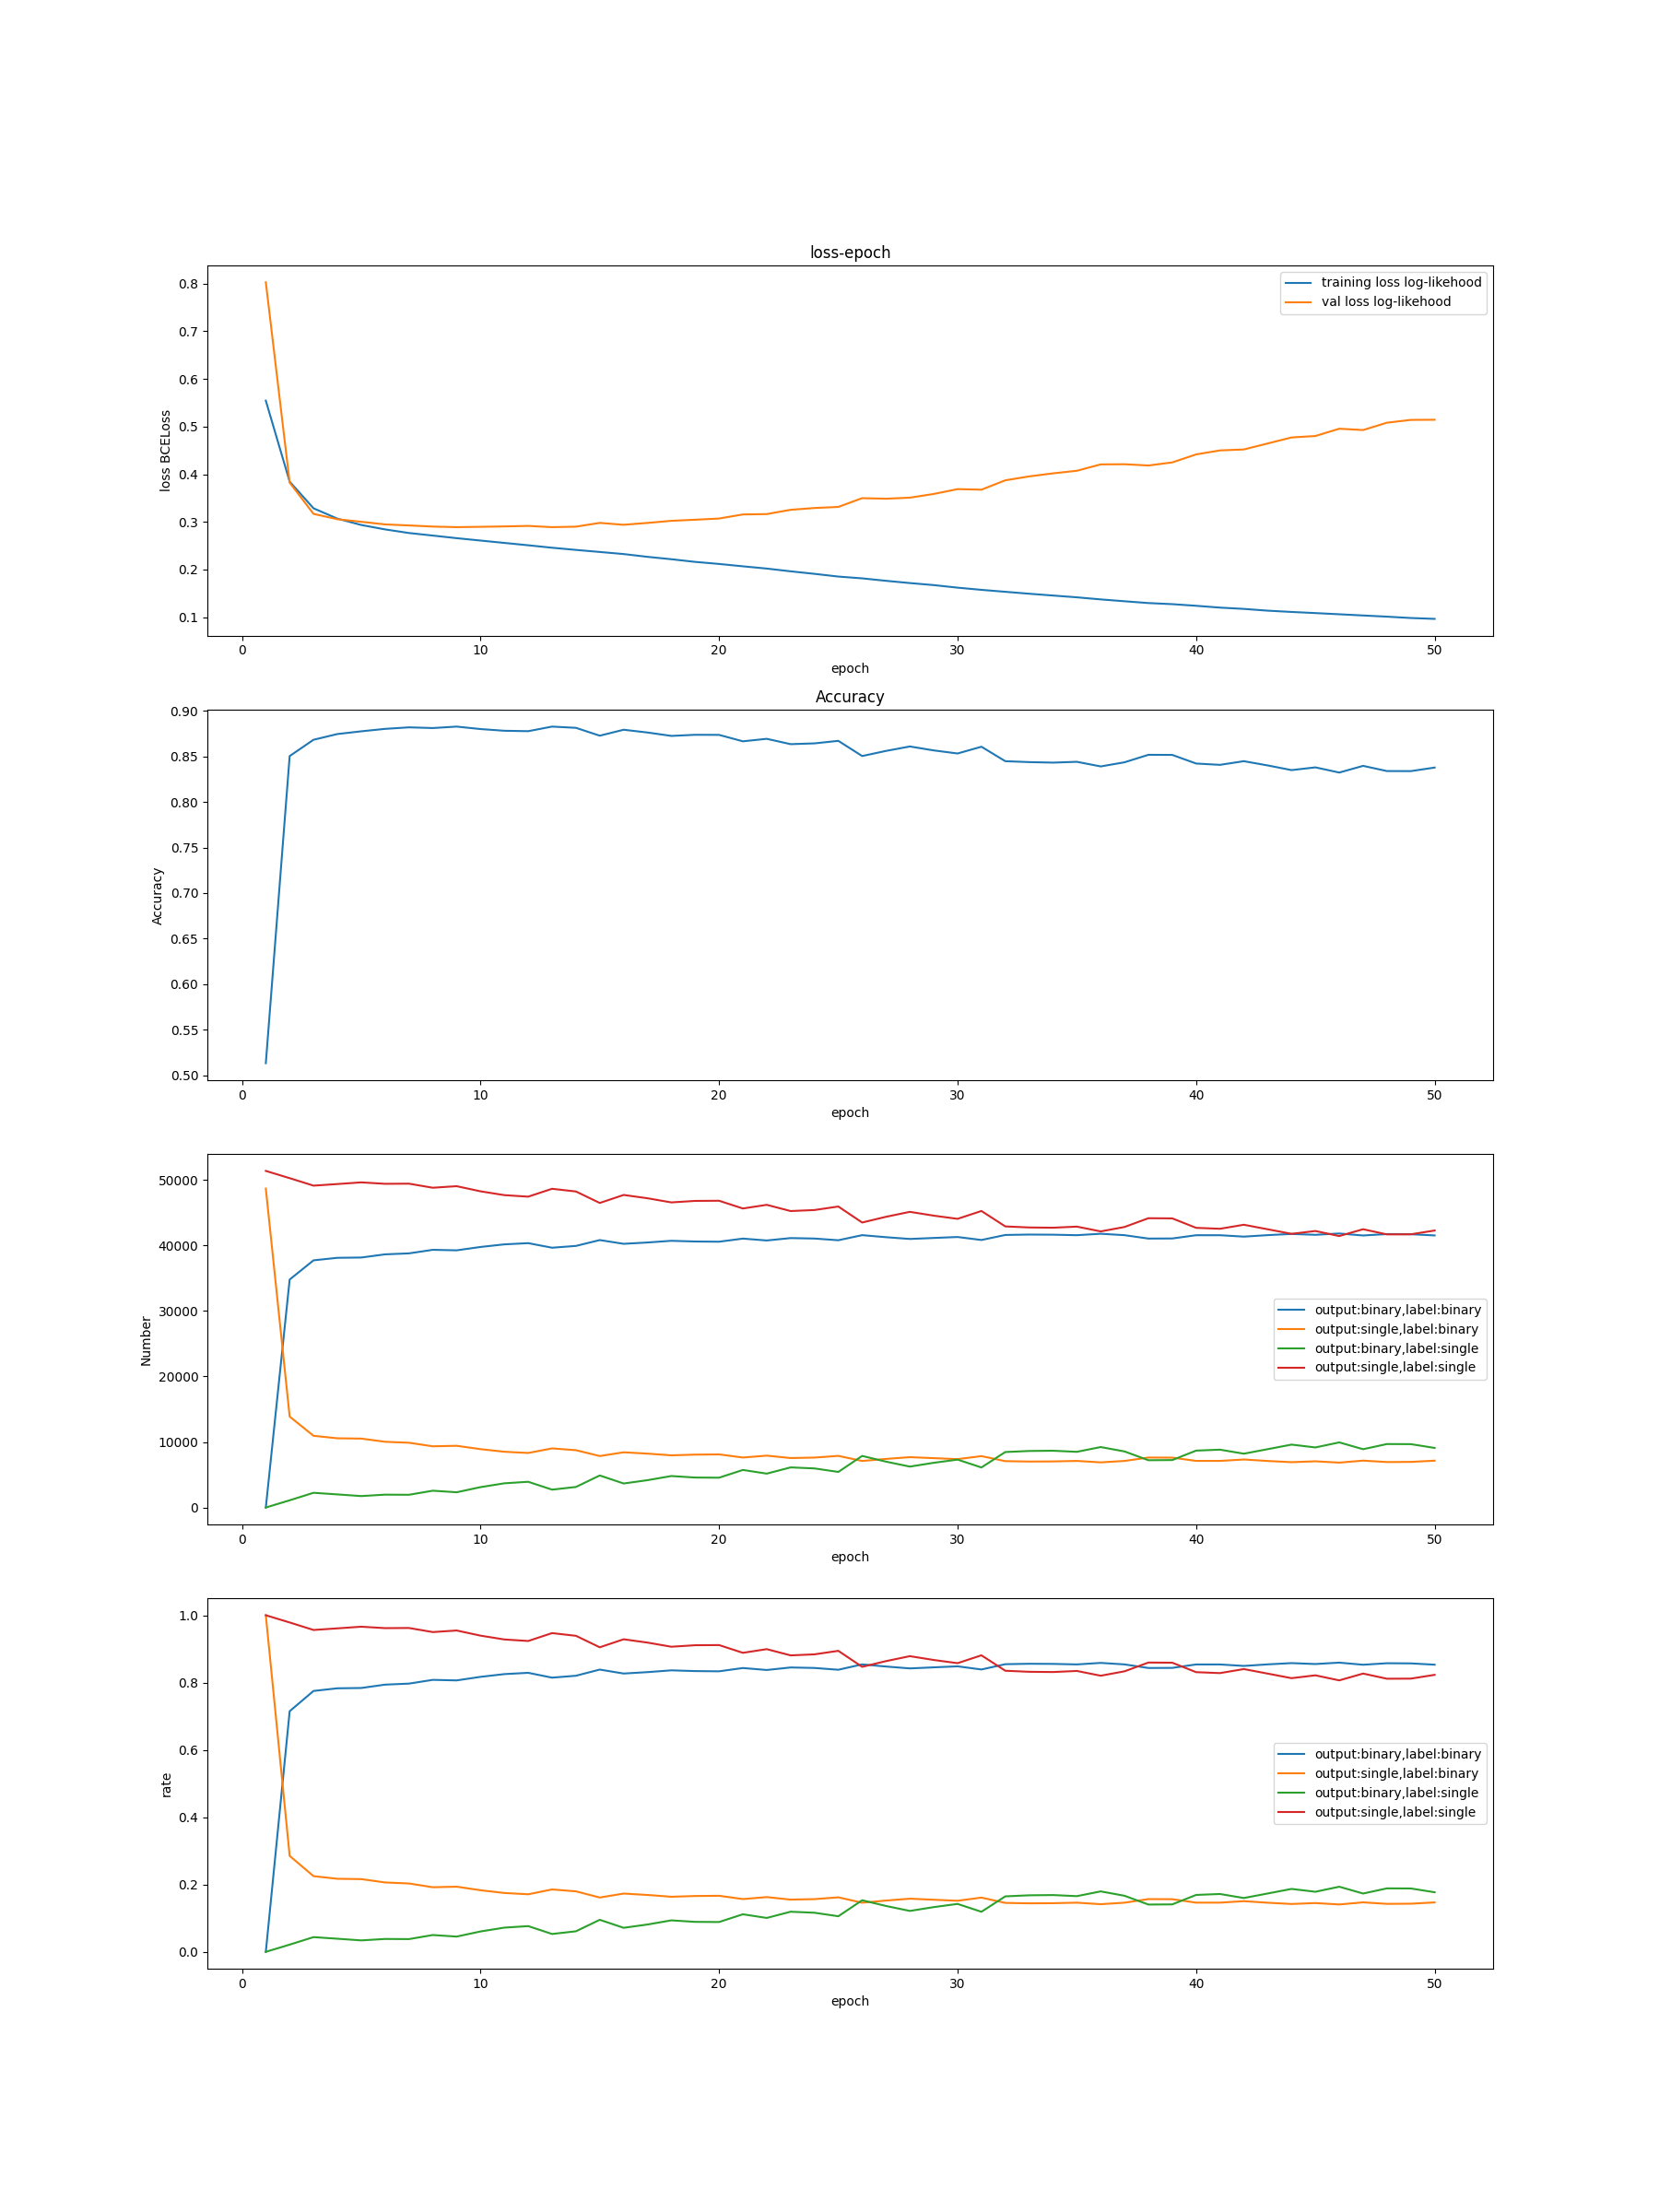 loss-epoch
0.8
0.7
0.6
0.5
0.4
0.3
0.2
0.1
loss BCELoss
training loss log-likehood
val loss log-likehood
0 10 20 30 40 50
epoch
Accuracy
0.90
0.85
0.80
0.75
0.70
0.65
0.60
0.55
0.50
Accuracy
0 10 20 30 40 50
epoch
50000
40000
30000
20000
10000
0
Number
output:binary,label:binary
output:single,label:binary
output:binary,label:single
output:single,label:single
0 10 20 30 40 50
epoch
1.0
0.8
0.6
0.4
0.2
0.0
rate
output:binary,label:binary
output:single,label:binary
output:binary,label:single
output:single,label:single
0 10 20 30 40 50
epoch